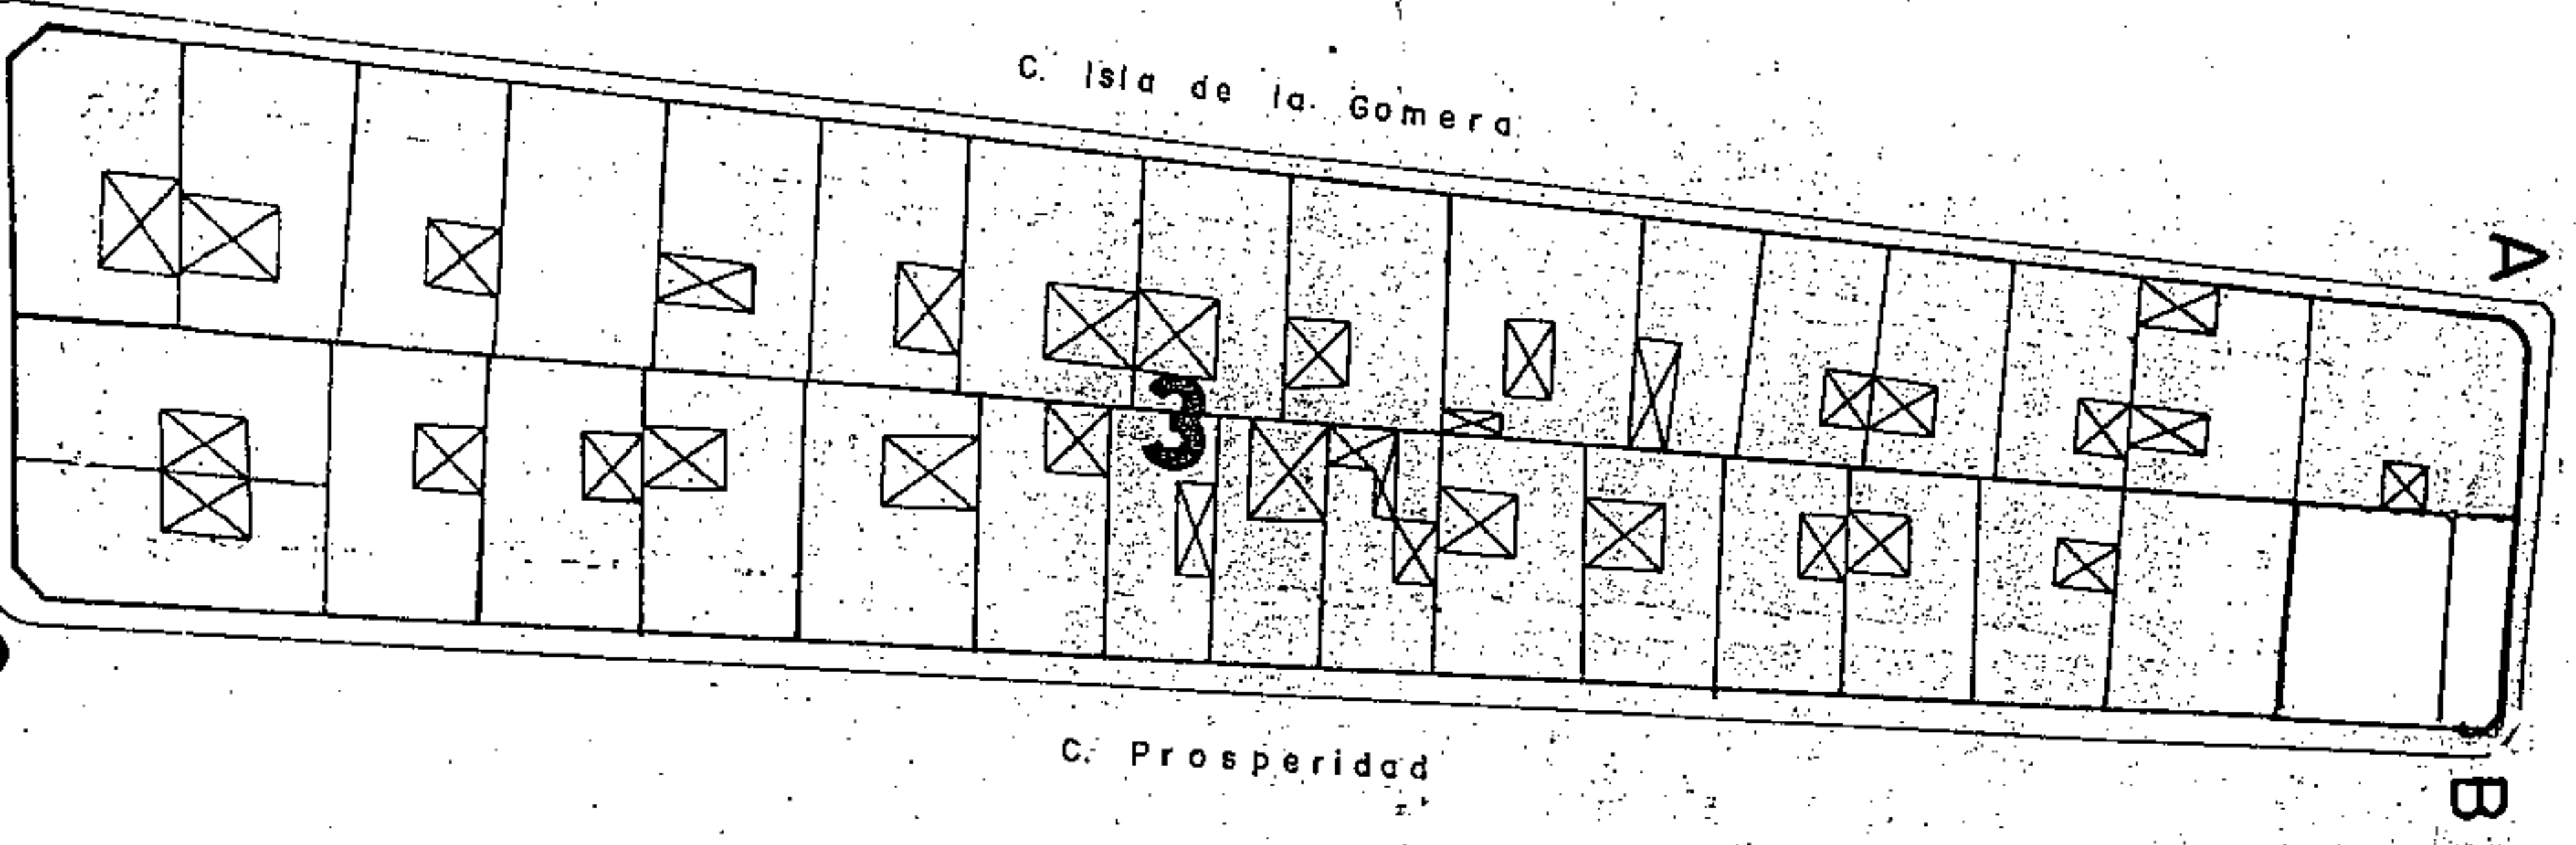 C. Isla de la Gomera
A
3
C. Prosperidad
B